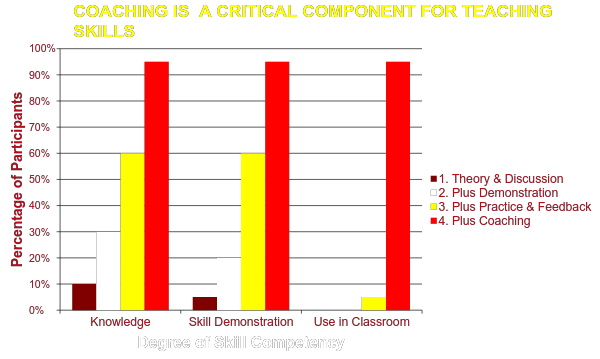 COACHING IS  A CRITICAL COMPONENT FOR TEACHING
SKILLS
100%
90%
80%
70%
60%
50%
40%
30%
20%
10%
0%
Percentage of Participants
Knowledge
Skill Demonstration
Use in Classroom
Degree of Skill Competency
1. Theory & Discussion
2. Plus Demonstration
3. Plus Practice & Feedback
4. Plus Coaching